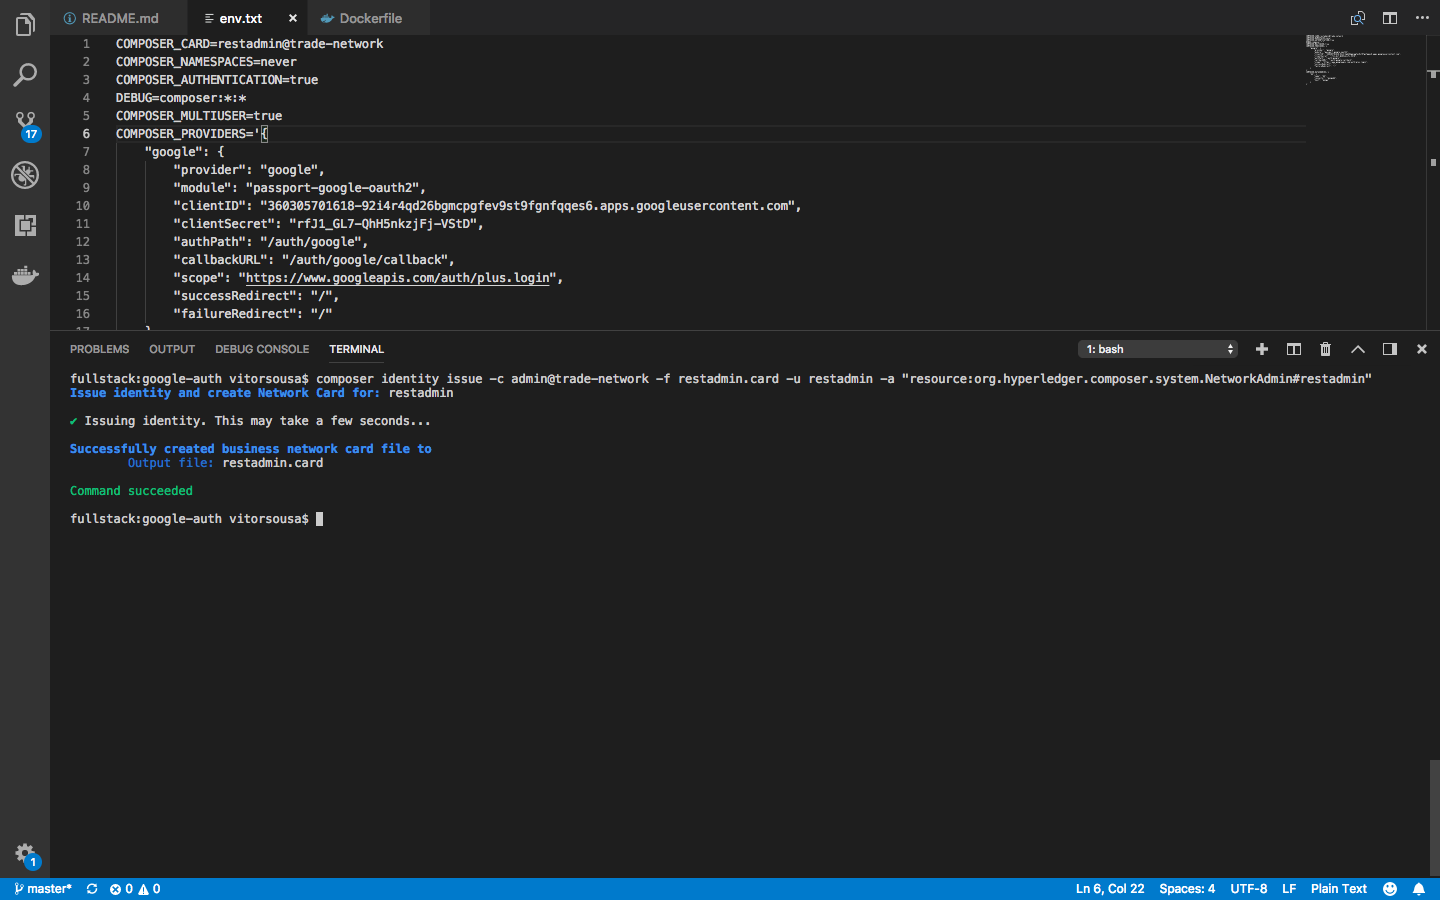 README.md env.txt Dockerfile
1 COMPOSER_CARD=restadmin@trade-network
2 COMPOSER_NAMESPACES=never
3 COMPOSER_AUTHENTICATION=true
4 DEBUG=composer:*:*
5 COMPOSER_MULTIUSER=true
6 COMPOSER_PROVIDERS='{
7 "google": {
8 "provider": "google",
9 "module": "passport-google-oauth2",
10 "clientID": "360305701618-92i4r4qd26bgmcpgfev9st9fgnfqqes6.apps.googleusercontent.com",
11 "clientSecret": "rfJ1_GL7-QhH5nkzjFj-VStD",
12 "authPath": "/auth/google",
13 "callbackURL": "/auth/google/callback",
14 "scope": "https://www.googleapis.com/auth/plus.login",
15 "successRedirect": "/",
16 "failureRedirect": "/"
17 }
17
PROBLEMS OUTPUT DEBUG CONSOLE TERMINAL 1: bash
fullstack:google-auth vitorsousa$ composer identity issue -c admin@trade-network -f restadmin.card -u restadmin -a "resource:org.hyperledger.composer.system.NetworkAdmin#restadmin"
Issue identity and create Network Card for: restadmin
✔ Issuing identity. This may take a few seconds...
Successfully created business network card file to
Output file: restadmin.card
Command succeeded
fullstack:google-auth vitorsousa$
1
master* 0 0 Ln 6, Col 22 Spaces: 4 UTF-8 LF Plain Text